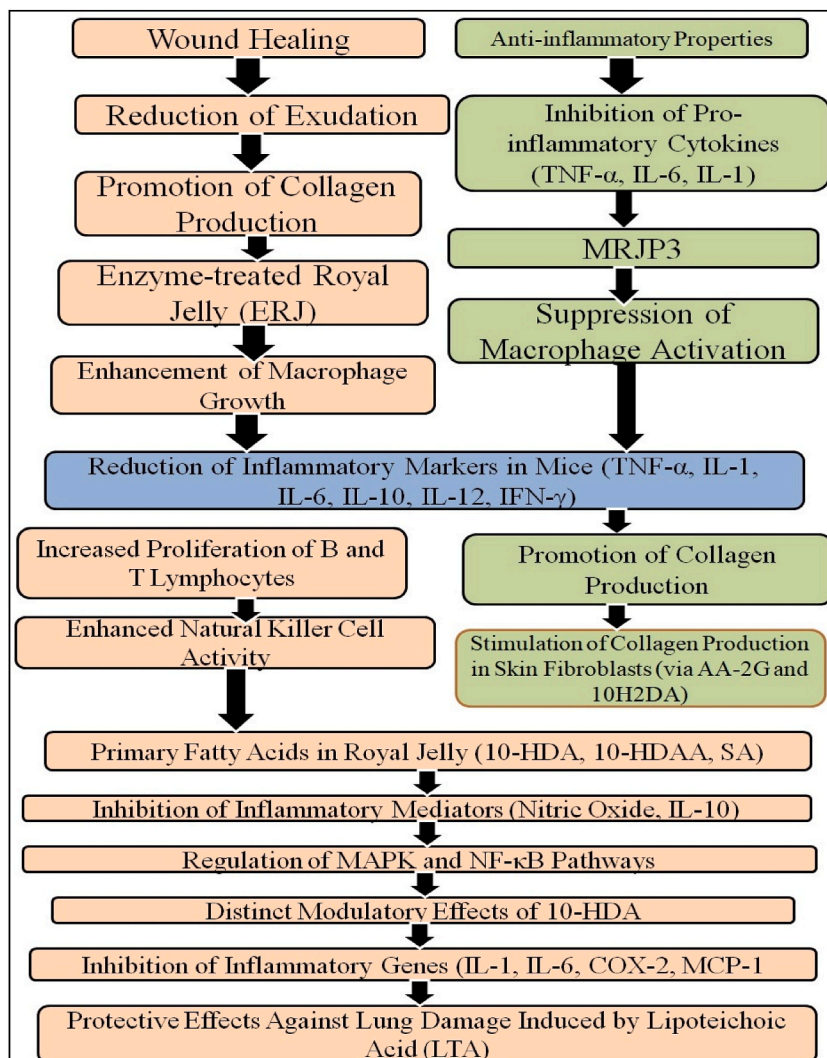 Wound Healing
Reduction of Exudation
Promotion of Collagen
Production
Enzyme-treated Royal
Jelly (ERJ)
Enhancement of Macrophage
Growth
Anti-inflammatory Properties
Inhibition of Pro-
inflammatory Cytokines
(TNF-α, IL-6, IL-1)
MRJP3
Suppression of
Macrophage Activation
Reduction of Inflammatory Markers in Mice (TNF-α, IL-1,
IL-6, IL-10, IL-12, IFN-γ)
Increased Proliferation of B and
T Lymphocytes
Enhanced Natural Killer Cell
Activity
Promotion of Collagen
Production
Stimulation of Collagen Production
in Skin Fibroblasts (via AA-2G and
10H2DA)
Primary Fatty Acids in Royal Jelly (10-HDA, 10-HDAA, SA)
Inhibition of Inflammatory Mediators (Nitric Oxide, IL-10)
Regulation of MAPK and NF-κB Pathways
Distinct Modulatory Effects of 10-HDA
Inhibition of Inflammatory Genes (IL-1, IL-6, COX-2, MCP-1
Protective Effects Against Lung Damage Induced by Lipoteichoic
Acid (LTA)